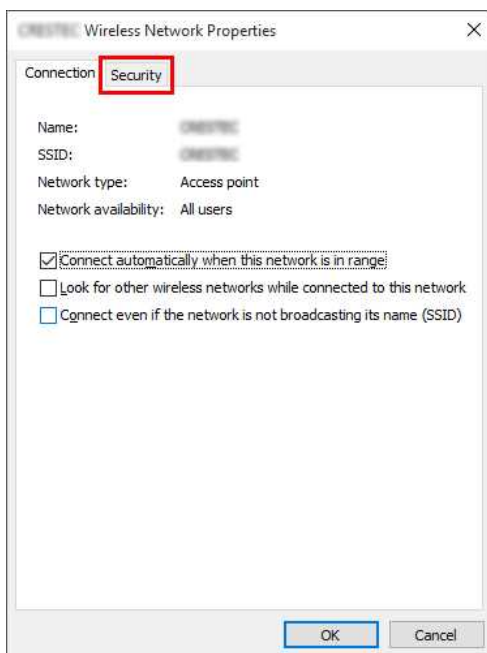 Wireless Network Properties
Connection
Security
Name:
SSID:
Network type: Access point
Network availability: All users
Connect automatically when this network is in range
Look for other wireless networks while connected to this network
Connect even if the network is not broadcasting its name (SSID)
OK
Cancel